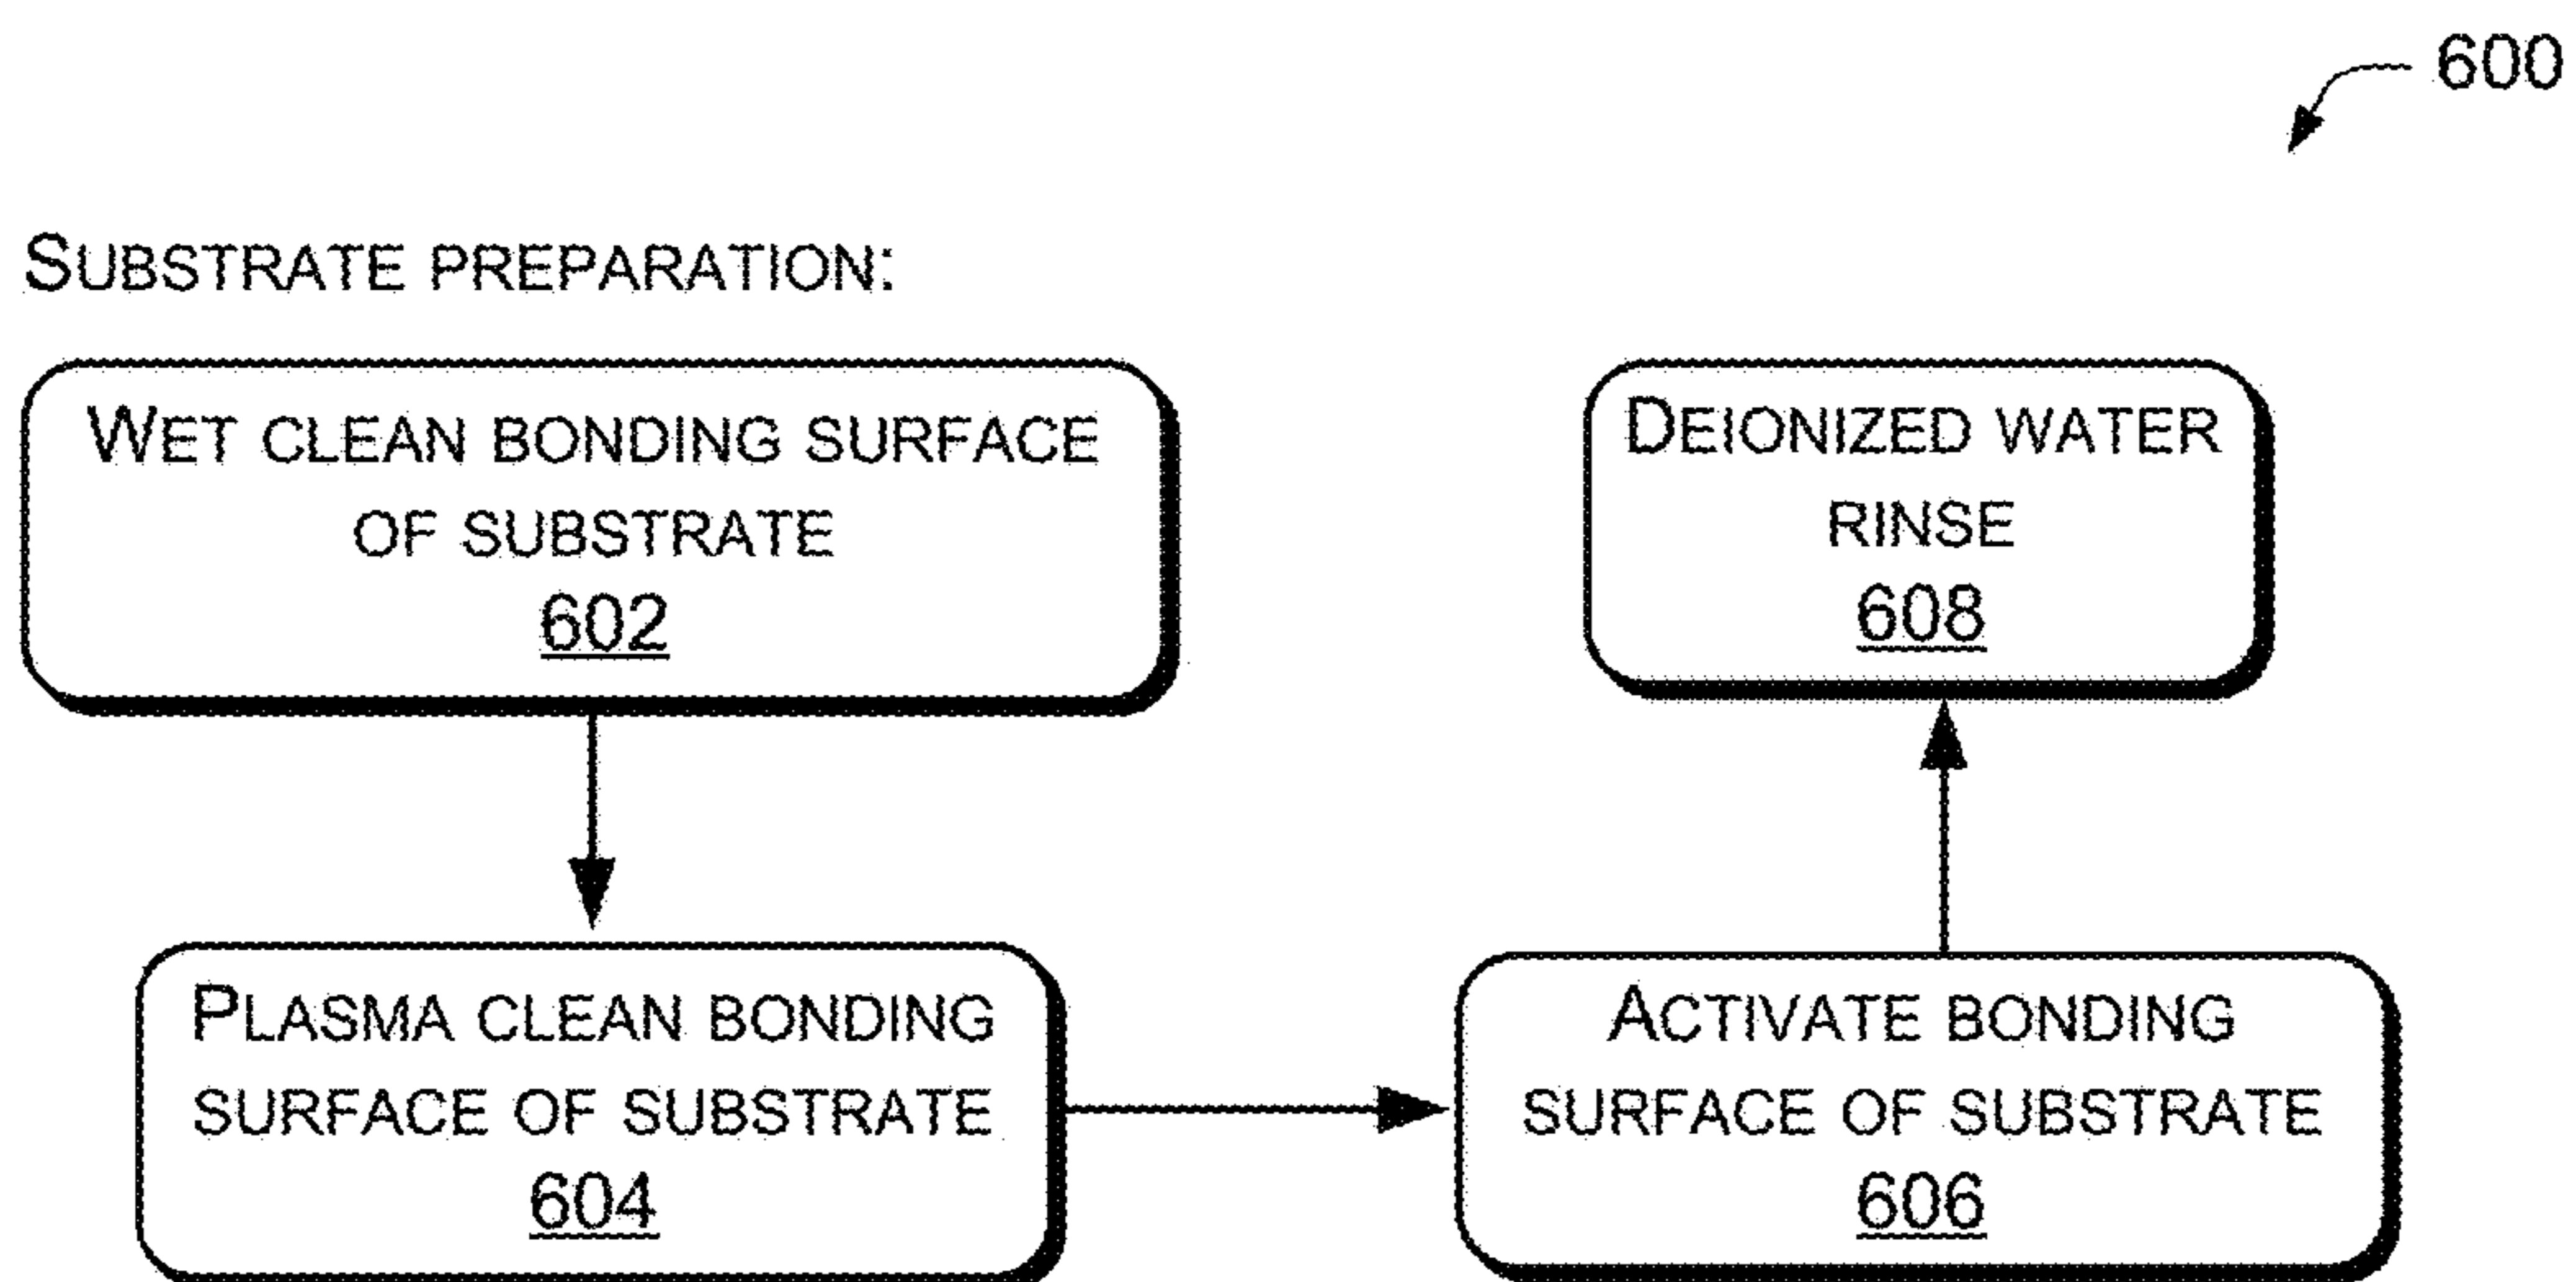 600
SUBSTRATE PREPARATION:
WET CLEAN BONDING SURFACE
OF SUBSTRATE
602
PLASMA CLEAN BONDING
SURFACE OF SUBSTRATE
604
ACTIVATE BONDING
SURFACE OF SUBSTRATE
606
DEIONIZED WATER
RINSE
608